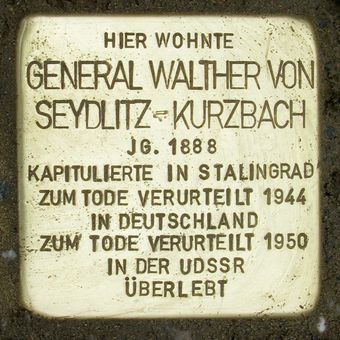 HIER WOHNTE
GENERAL WALTHER VON
SEYDLITZ-KURZBACH
JG. 1888
KAPITULIERTE IN STALINGRAD
ZUM TODE VERURTEILT 1944
IN DEUTSCHLAND
ZUM TODE VERURTEILT 1950
IN DER UDSSR
ÜBERLEBT